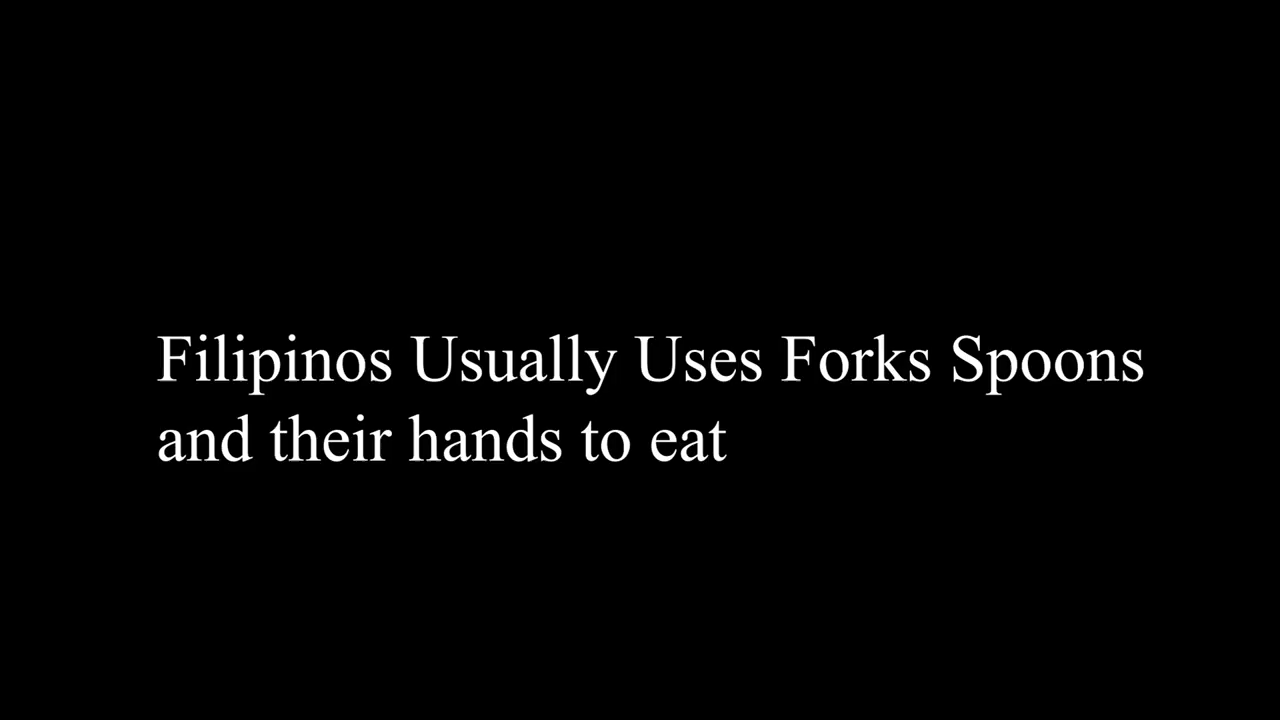 Filipinos Usually Uses Forks Spoons
and their hands to eat